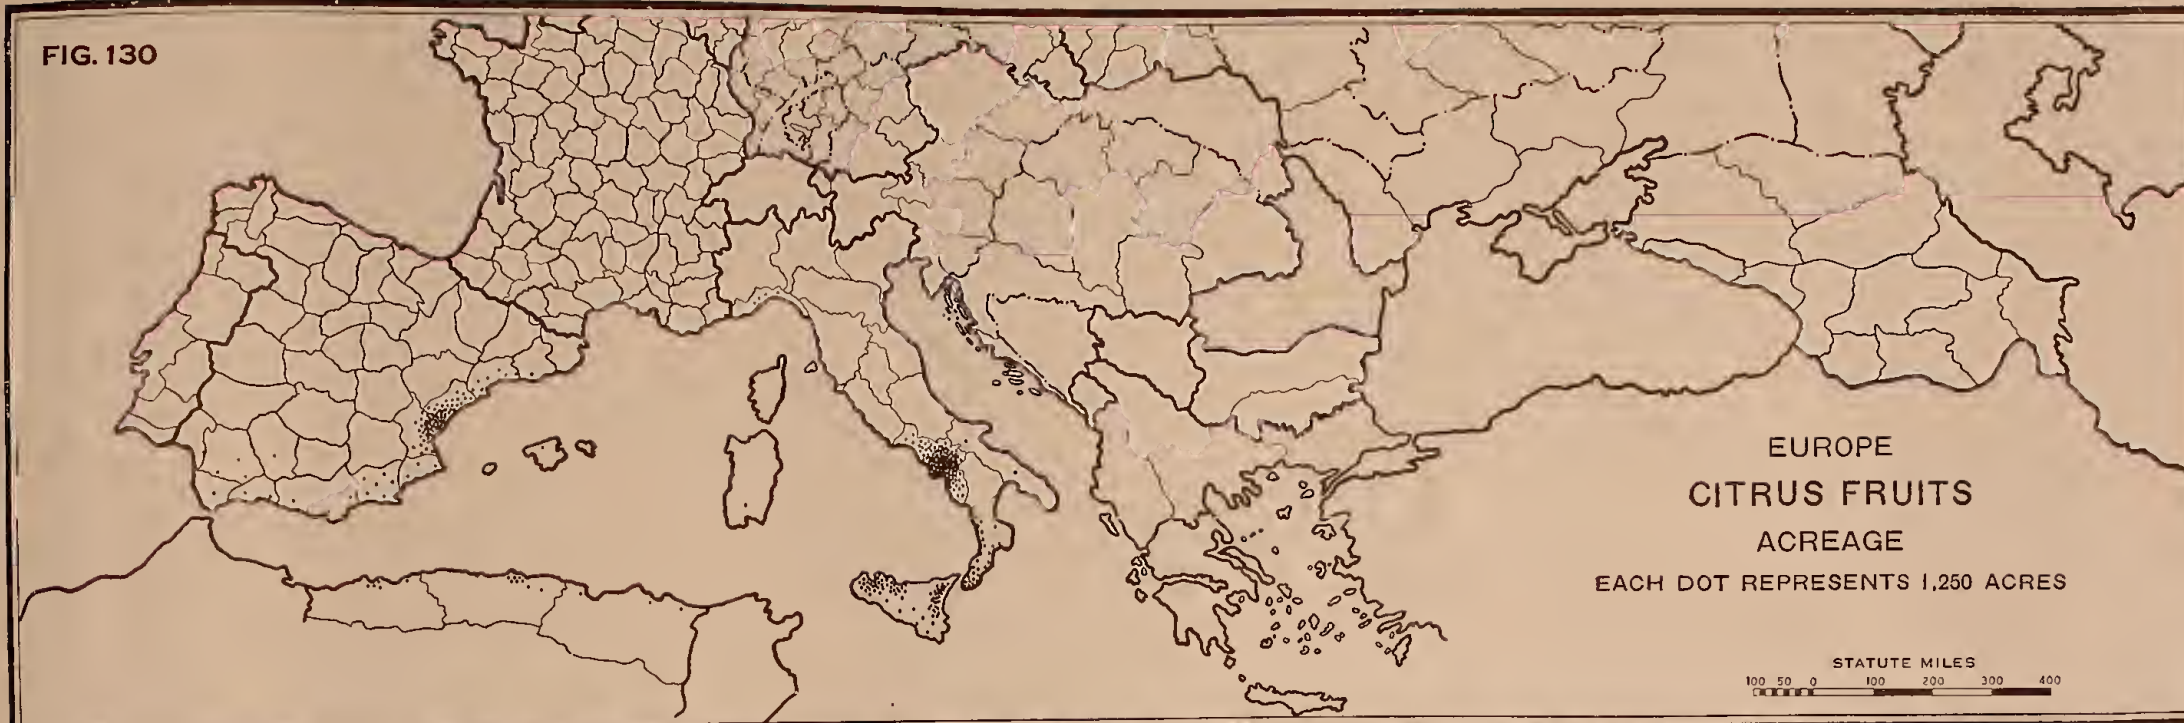 FIG. 130
EUROPE
CITRUS FRUITS
ACREAGE
EACH DOT REPRESENTS 1,250 ACRES
STATUTE MILES
100 50 0 100 200 300 400